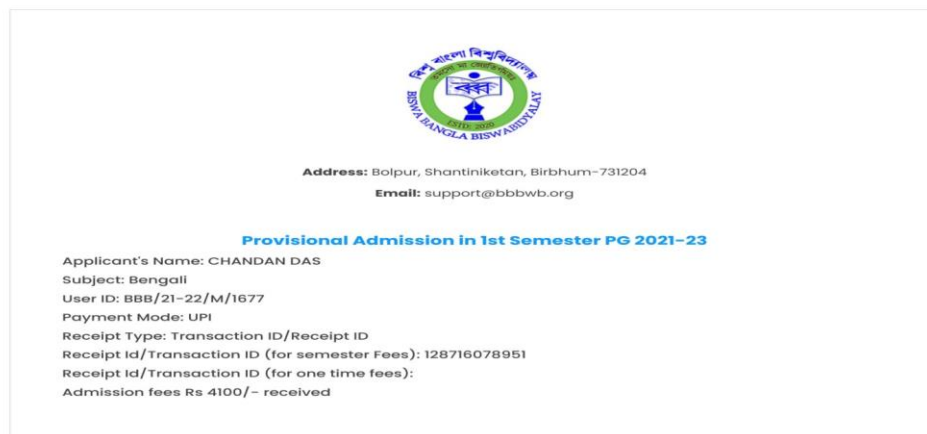 বিশ্ব বাংলা বিশ্ববিদ্যালয়
তমসো মা জ্যোতির্গময়
ESTD: 2020
BISWA BANGLA BISWABIDYALAY
Address: Bolpur, Shantiniketan, Birbhum-731204
Email: support@bbbwb.org
Provisional Admission in 1st Semester PG 2021-23
Applicant's Name: CHANDAN DAS
Subject: Bengali
User ID: BBB/21-22/M/1677
Payment Mode: UPI
Receipt Type: Transaction ID/Receipt ID
Receipt Id/Transaction ID (for semester Fees): 128716078951
Receipt Id/Transaction ID (for one time fees):
Admission fees Rs 4100/- received